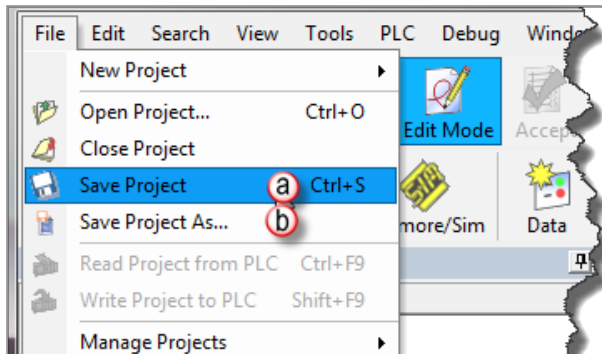 File Edit Search View Tools PLC Debug Windo
New Project
Open Project... Ctrl+O
Edit Mode Accep
Close Project
Save Project a Ctrl+S
Save Project As... b
more/Sim Data
Read Project from PLC Ctrl+F9
Write Project to PLC Shift+F9
Manage Projects